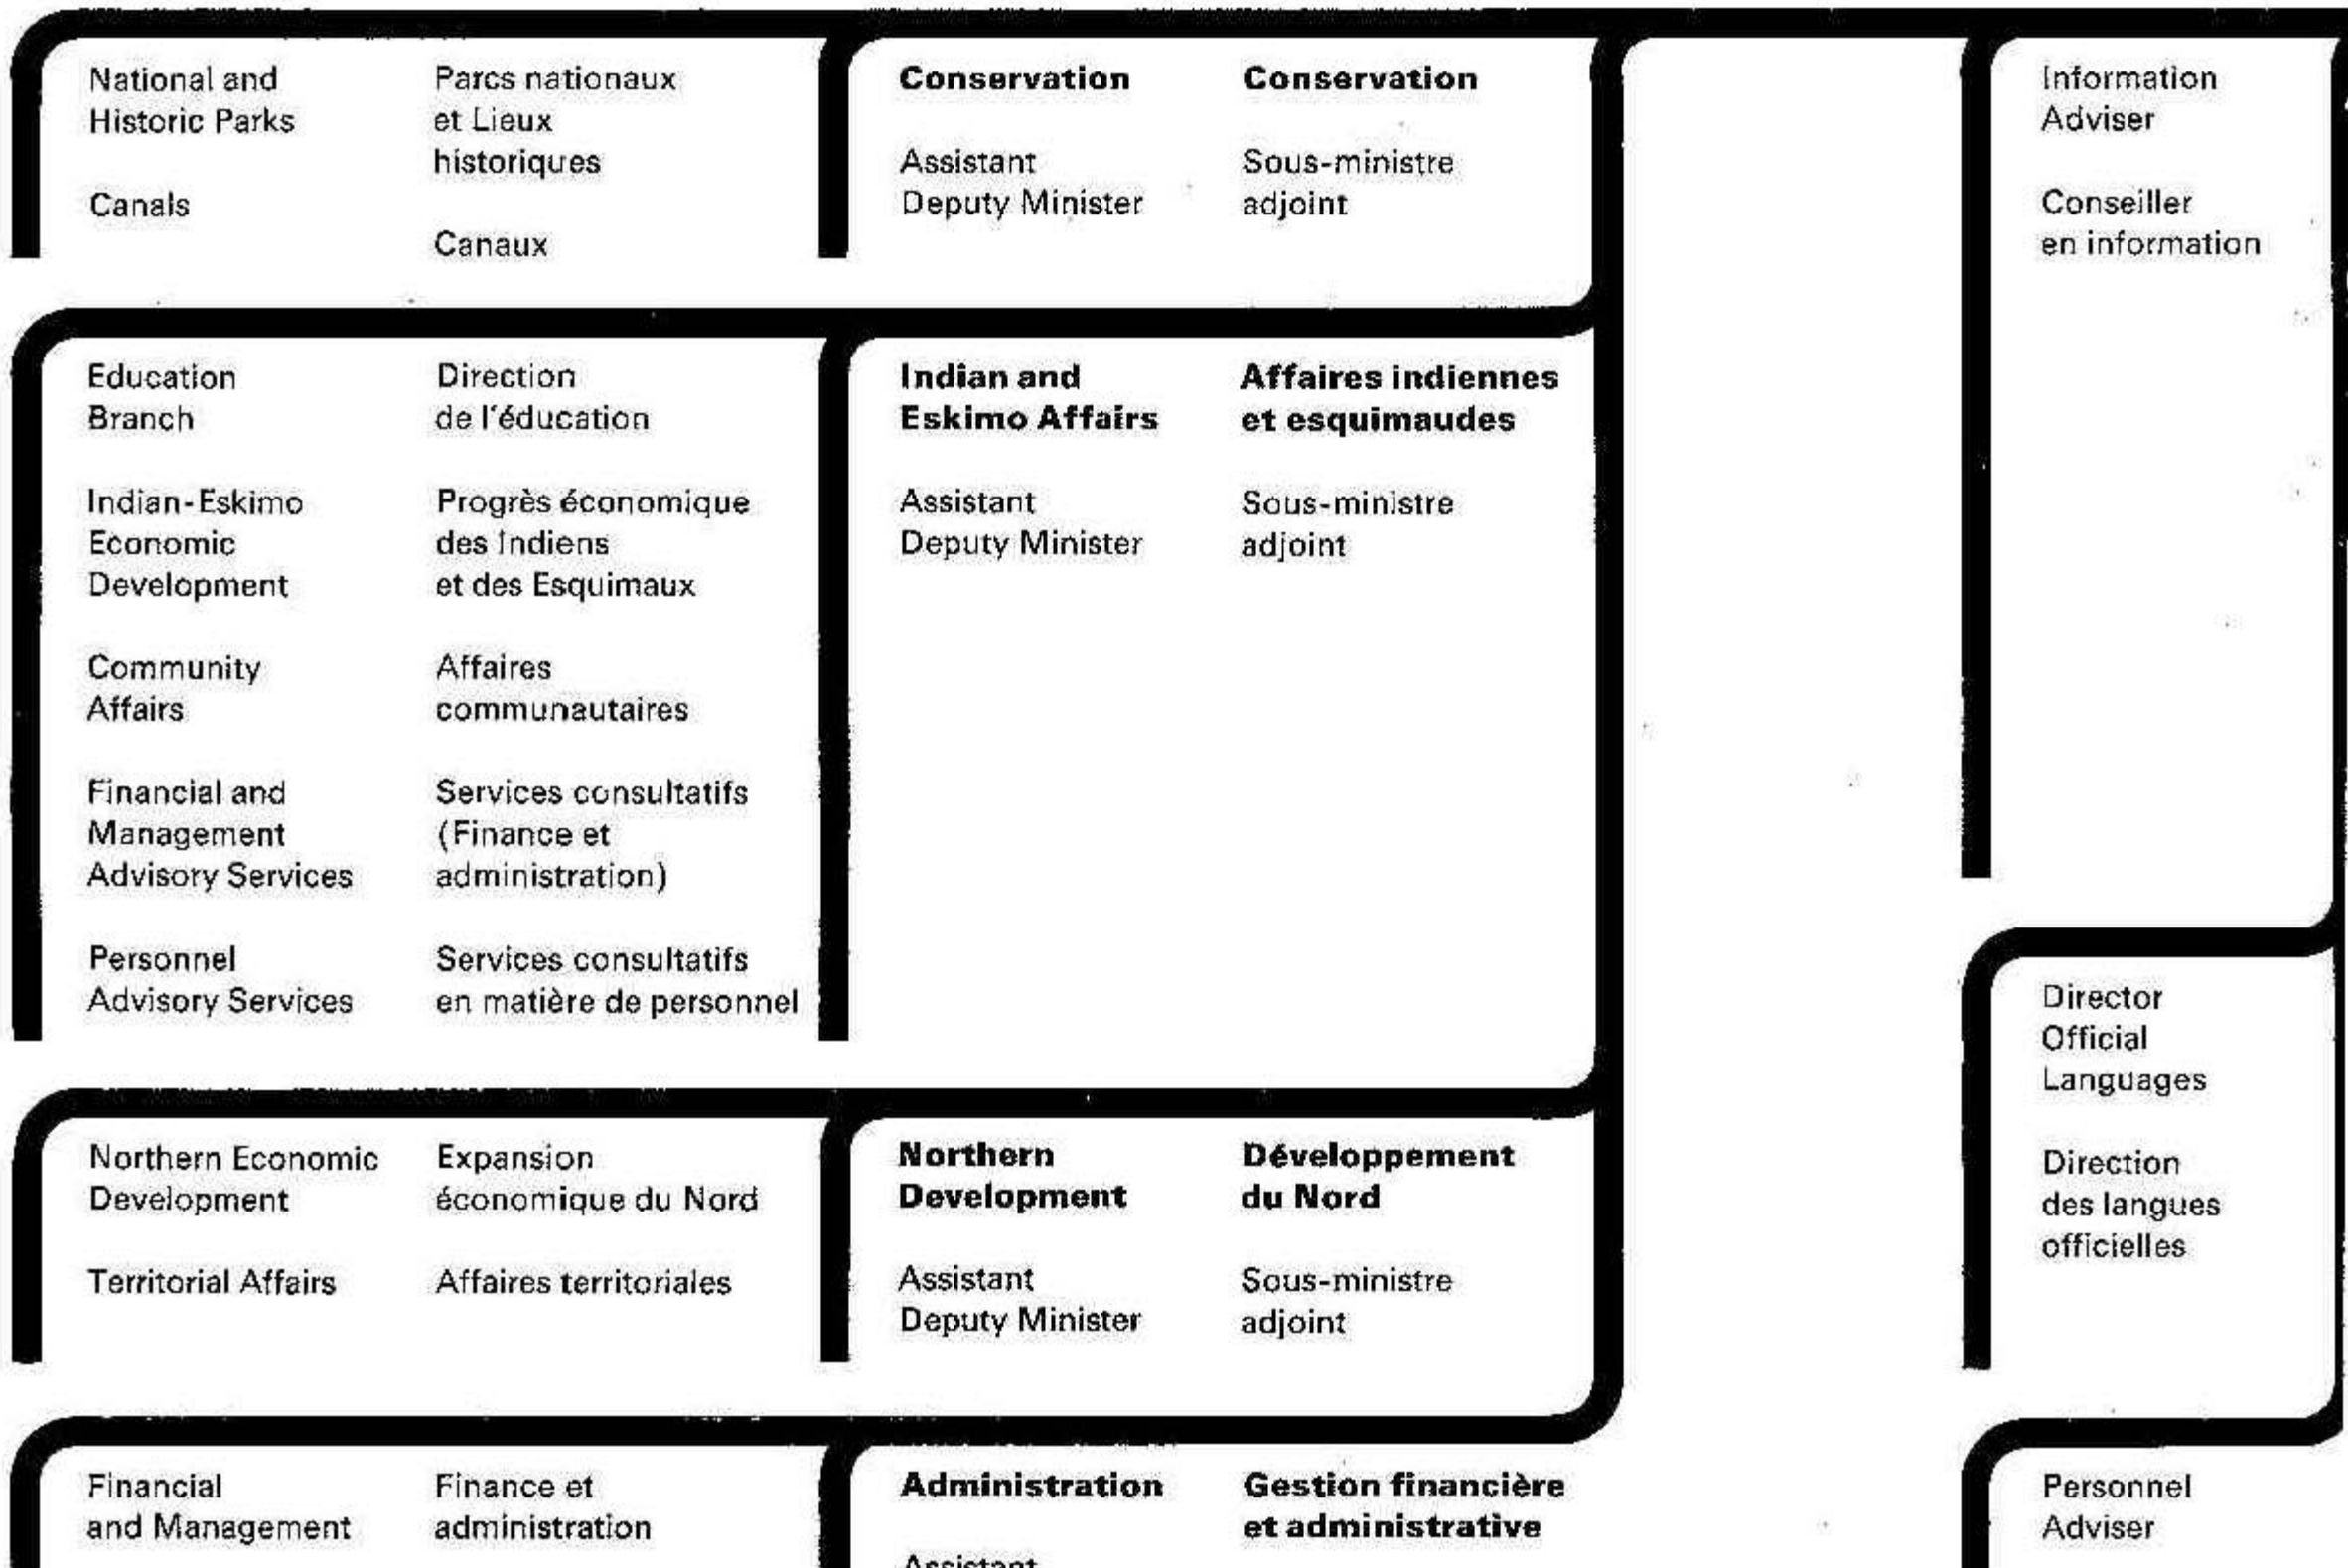 National and
Historic Parks
Canals
Parcs nationaux
et Lieux
historiques
Canaux
Conservation
Assistant
Deputy Minister
Conservation
Sous-ministre
adjoint
Information
Adviser
Conseiller
en information
Education
Branch
Indian-Eskimo
Economic
Development
Community
Affairs
Financial and
Management
Advisory Services
Personnel
Advisory Services
Direction
de l'éducation
Progrès économique
des Indiens
et des Esquimaux
Affaires
communautaires
Services consultatifs
(Finance et
administration)
Services consultatifs
en matière de personnel
Indian and
Eskimo Affairs
Assistant
Deputy Minister
Affaires indiennes
et esquimaudes
Sous-ministre
adjoint
Director
Official
Languages
Direction
des langues
officielles
Northern Economic
Development
Territorial Affairs
Expansion
économique du Nord
Affaires territoriales
Northern
Development
Assistant
Deputy Minister
Développement
du Nord
Sous-ministre
adjoint
Financial
and Management
Finance et
administration
Administration
Assistant
Gestion financière
et administrative
Personnel
Adviser